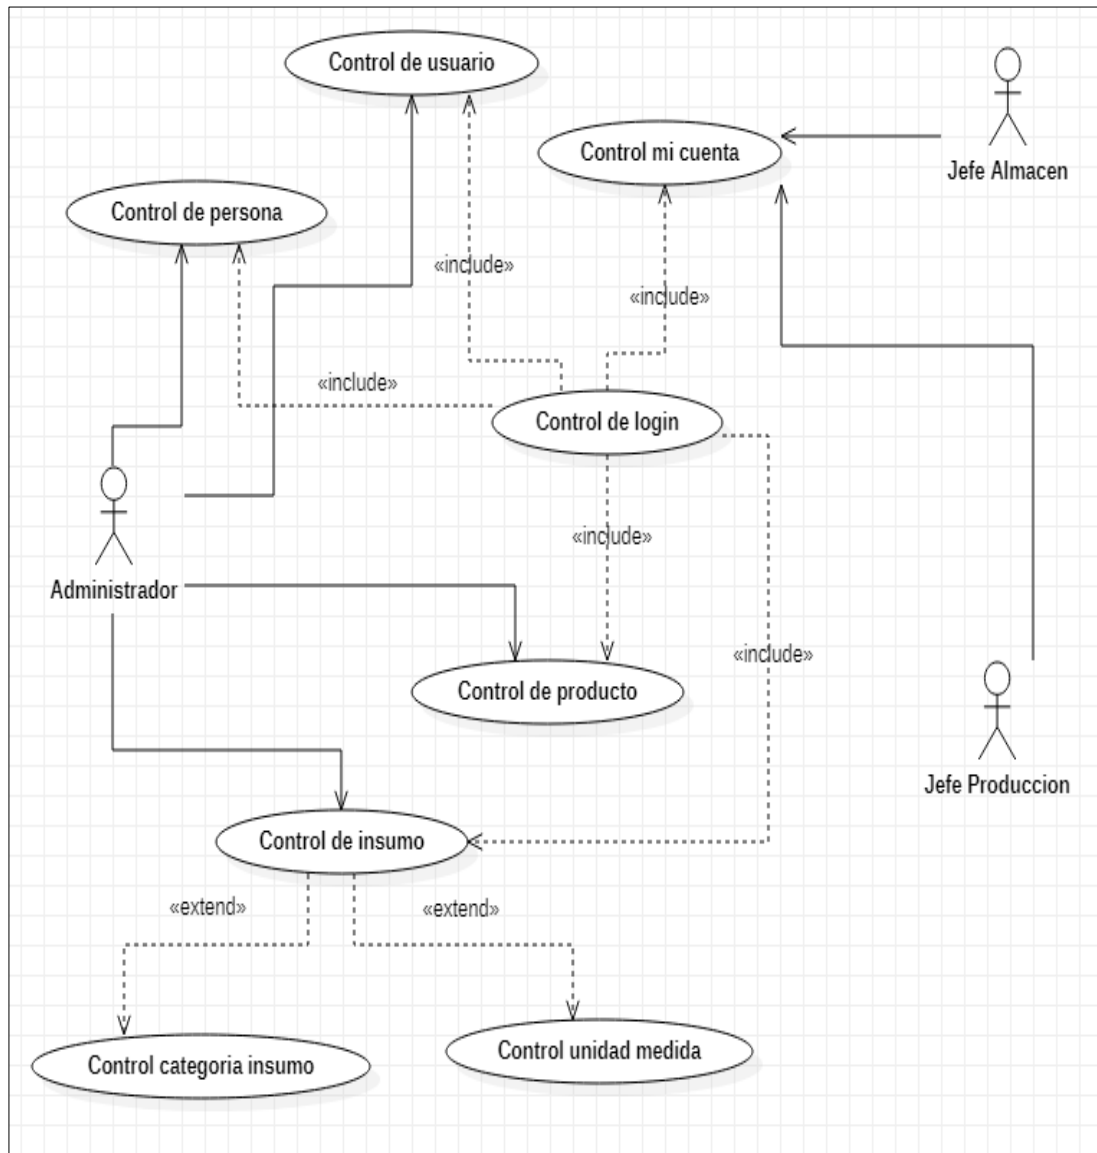 Control de usuario
Control mi cuenta
Jefe Almacen
Control de persona
«include»
«include»
«include»
Control de login
«include»
Administrador
«include»
Control de producto
Jefe Produccion
Control de insumo
«extend»
«extend»
Control unidad medida
Control categoria insumo